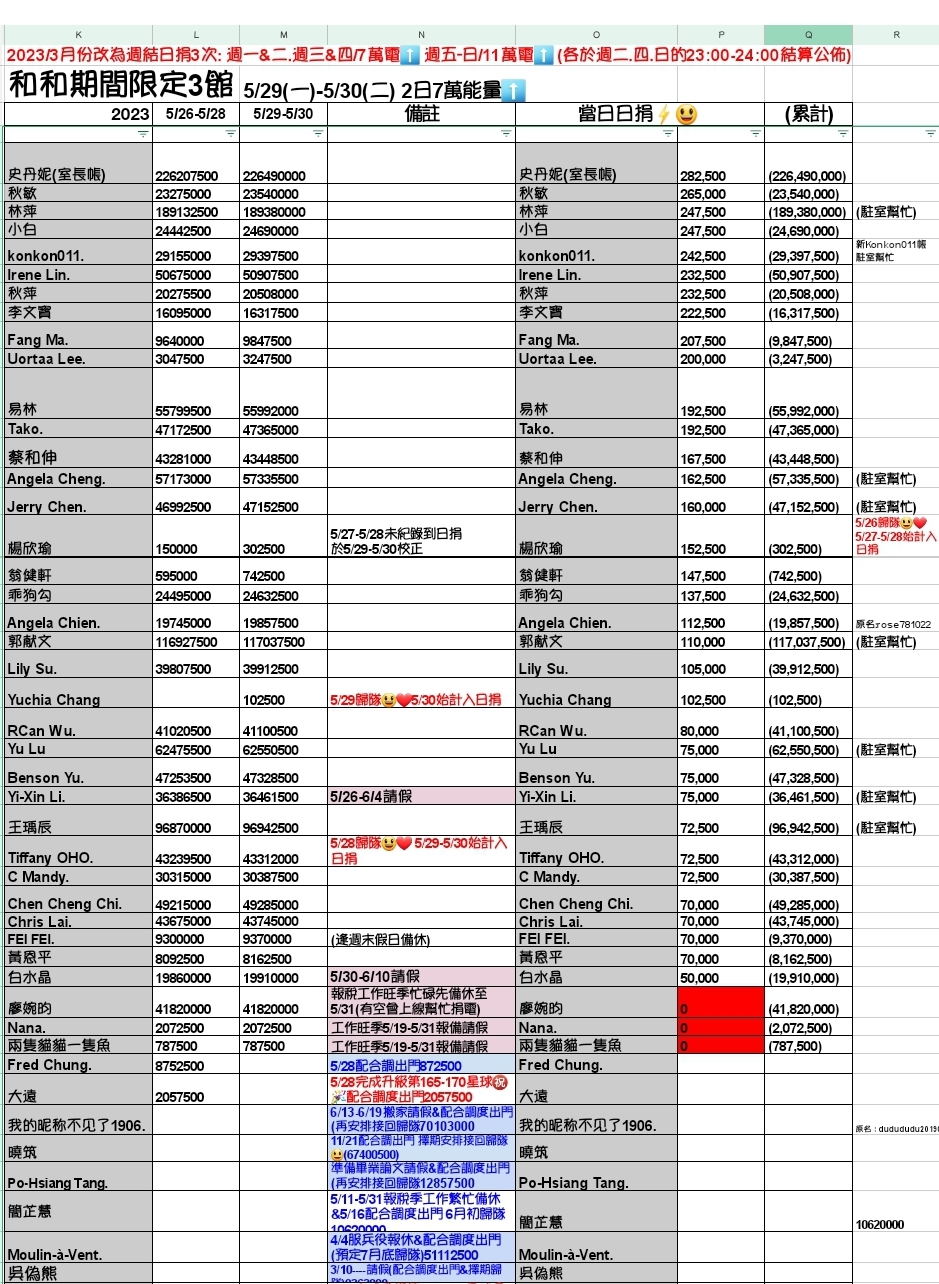 K L M N O P Q R
2023/3月份改為週結日捐3次: 週一&二.週三&四/7萬電⬆️ 週五-日/11萬電⬆️ (各於週二.四.日的23:00-24:00結算公佈)
和和期間限定3館 5/29(一)-5/30(二) 2日7萬能量⬆️
2023 5/26-5/28 5/29-5/30 備註 當日日捐⚡😃 (累計)
史丹妮(室長帳) 226207500 226490000 史丹妮(室長帳) 282,500 (226,490,000)
秋敏 23275000 23540000 秋敏 265,000 (23,540,000)
林萍 189132500 189380000 林萍 247,500 (189,380,000) (駐室幫忙)
小白 24442500 24690000 小白 247,500 (24,690,000)
konkon011. 29155000 29397500 konkon011. 242,500 (29,397,500) 新Konkon011帳
駐室幫忙
Irene Lin. 50675000 50907500 Irene Lin. 232,500 (50,907,500)
秋萍 20275500 20508000 秋萍 232,500 (20,508,000)
李文寶 16095000 16317500 李文寶 222,500 (16,317,500)
Fang Ma. 9640000 9847500 Fang Ma. 207,500 (9,847,500)
Uortaa Lee. 3047500 3247500 Uortaa Lee. 200,000 (3,247,500)
易林 55799500 55992000 易林 192,500 (55,992,000)
Tako. 47172500 47365000 Tako. 192,500 (47,365,000)
蔡和伸 43281000 43448500 蔡和伸 167,500 (43,448,500)
Angela Cheng. 57173000 57335500 Angela Cheng. 162,500 (57,335,500) (駐室幫忙)
Jerry Chen. 46992500 47152500 Jerry Chen. 160,000 (47,152,500) (駐室幫忙)
楊欣瑜 150000 302500 5/27-5/28未紀錄到日捐
於5/29-5/30校正 楊欣瑜 152,500 (302,500) 5/26歸隊😃❤️
5/27-5/28始計入
日捐
翁健軒 595000 742500 翁健軒 147,500 (742,500)
乖狗勾 24495000 24632500 乖狗勾 137,500 (24,632,500)
Angela Chien. 19745000 19857500 Angela Chien. 112,500 (19,857,500) 原名:rose781022
郭献文 116927500 117037500 郭献文 110,000 (117,037,500) (駐室幫忙)
Lily Su. 39807500 39912500 Lily Su. 105,000 (39,912,500)
Yuchia Chang 102500 5/29歸隊😃❤️5/30始計入日捐 Yuchia Chang 102,500 (102,500)
RCan Wu. 41020500 41100500 RCan Wu. 80,000 (41,100,500)
Yu Lu 62475500 62550500 Yu Lu 75,000 (62,550,500) (駐室幫忙)
Benson Yu. 47253500 47328500 Benson Yu. 75,000 (47,328,500)
Yi-Xin Li. 36386500 36461500 5/26-6/4請假 Yi-Xin Li. 75,000 (36,461,500) (駐室幫忙)
王瑀辰 96870000 96942500 王瑀辰 72,500 (96,942,500) (駐室幫忙)
Tiffany OHO. 43239500 43312000 5/28歸隊😃❤️ 5/29-5/30始計入
日捐 Tiffany OHO. 72,500 (43,312,000)
C Mandy. 30315000 30387500 C Mandy. 72,500 (30,387,500)
Chen Cheng Chi. 49215000 49285000 Chen Cheng Chi. 70,000 (49,285,000)
Chris Lai. 43675000 43745000 Chris Lai. 70,000 (43,745,000)
FEI FEI. 9300000 9370000 (逢週末假日備休) FEI FEI. 70,000 (9,370,000)
黃恩平 8092500 8162500 黃恩平 70,000 (8,162,500)
白水晶 19860000 19910000 5/30-6/10請假 白水晶 50,000 (19,910,000)
廖婉昀 41820000 41820000 報稅工作旺季忙碌先備休至
5/31(有空會上線幫忙捐電) 廖婉昀 0 (41,820,000)
Nana. 2072500 2072500 工作旺季5/19-5/31報備請假 Nana. 0 (2,072,500)
兩隻貓貓一隻魚 787500 787500 工作旺季5/19-5/31報備請假 兩隻貓貓一隻魚 0 (787,500)
Fred Chung. 8752500 5/28配合調出門872500 Fred Chung.
大遠 2057500 5/28完成升級第165-170星球㊗️
🎉配合調度出門2057500 大遠
我的昵称不见了1906. 6/13-6/19搬家請假&配合調度出門
(再安排接回歸隊70103000 我的昵称不见了1906. 原名 : dudududu2019
曉筑 11/21配合調出門 擇期安排接回歸隊
😃(67400500) 曉筑
Po-Hsiang Tang. 準備畢業論文請假&配合調度出門
(再安排接回歸隊12857500 Po-Hsiang Tang.
簡芷慧 5/11-5/31報稅季工作繁忙備休
&5/16配合調度出門 6月初歸隊
10620000 簡芷慧 10620000
Moulin-à-Vent. 4/4服兵役報休&配合調度出門
(預定7月底歸隊)51112500 Moulin-à-Vent.
吳偽熊 3/10----請假(配合調度出門&擇期歸 吳偽熊